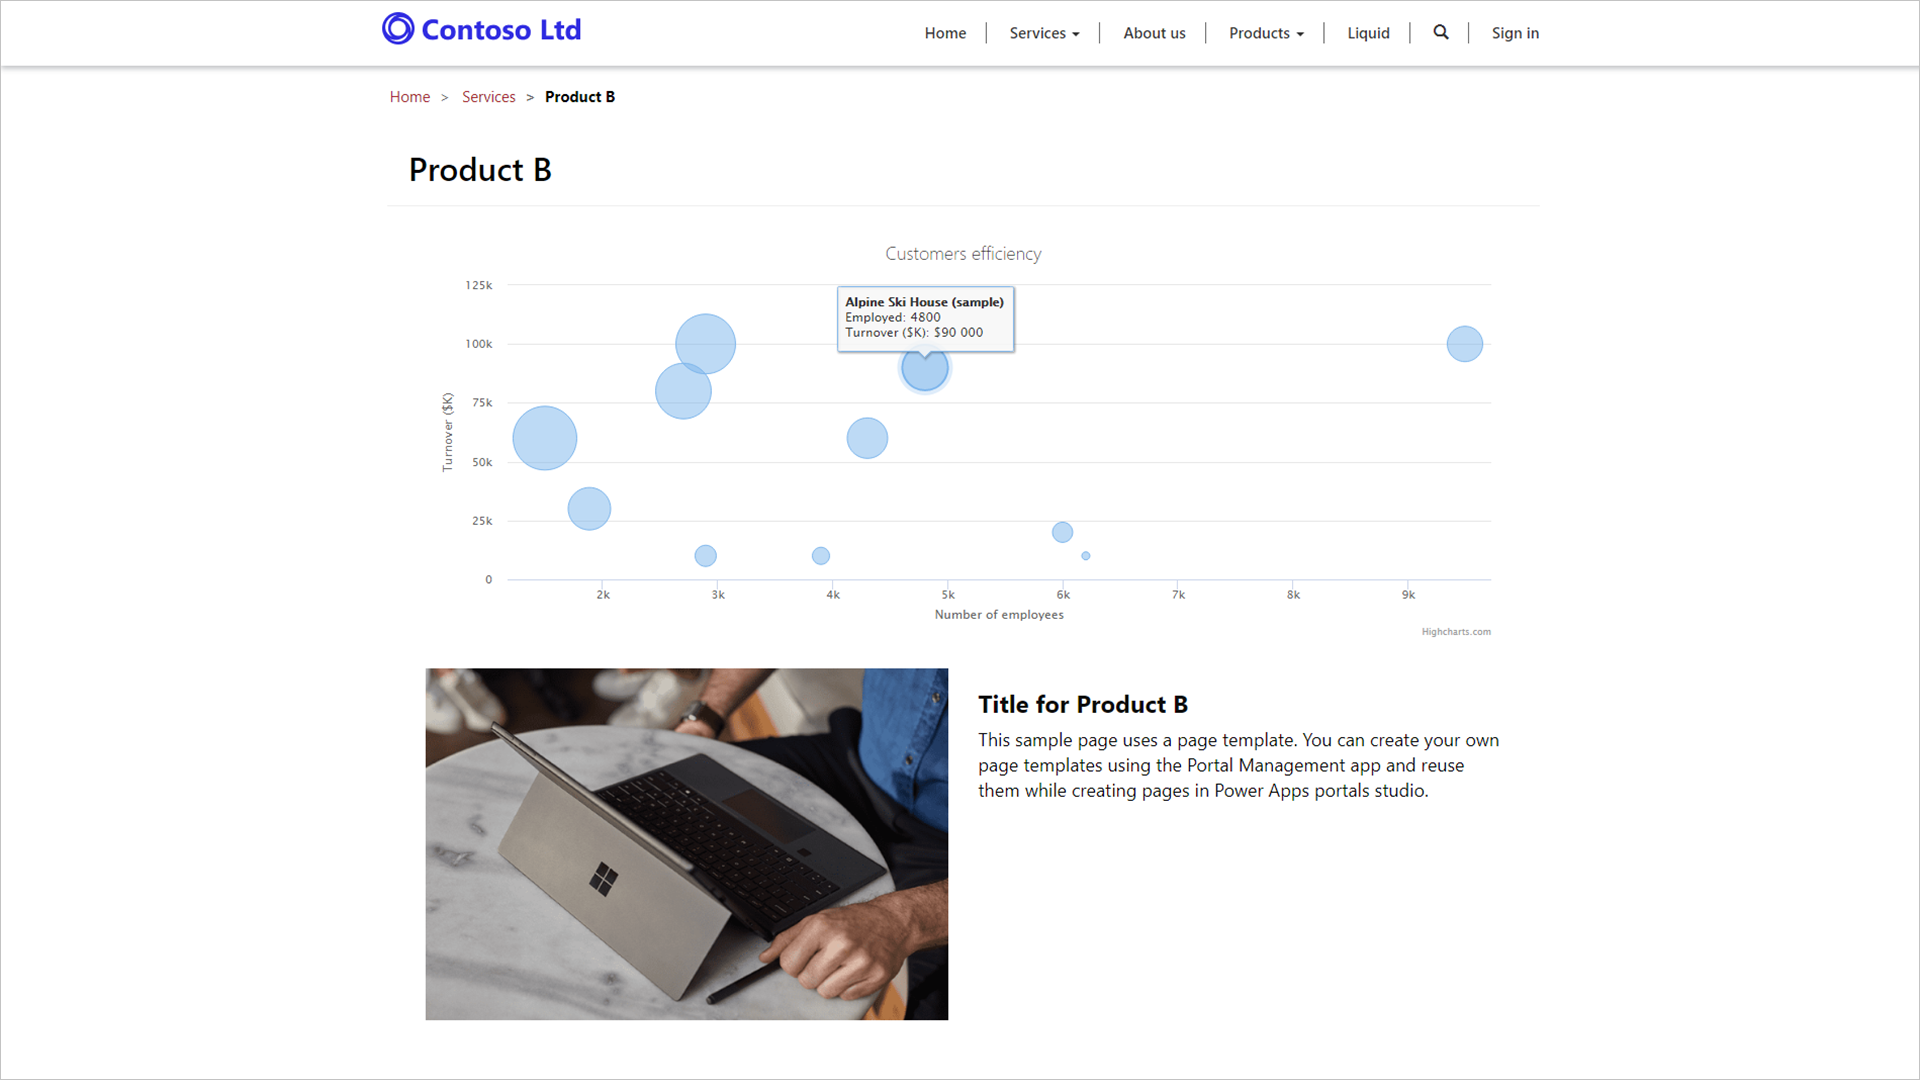 Contoso Ltd
Home Services About us Products Liquid Sign in
Home > Services > Product B
Product B
Customers efficiency
125k
100k
75k
50k
25k
0
Turnover ($K)
Alpine Ski House (sample)
Employed: 4800
Turnover ($K): $90 000
2k 3k 4k 5k 6k 7k 8k 9k
Number of employees
Highcharts.com
Title for Product B
This sample page uses a page template. You can create your own
page templates using the Portal Management app and reuse
them while creating pages in Power Apps portals studio.